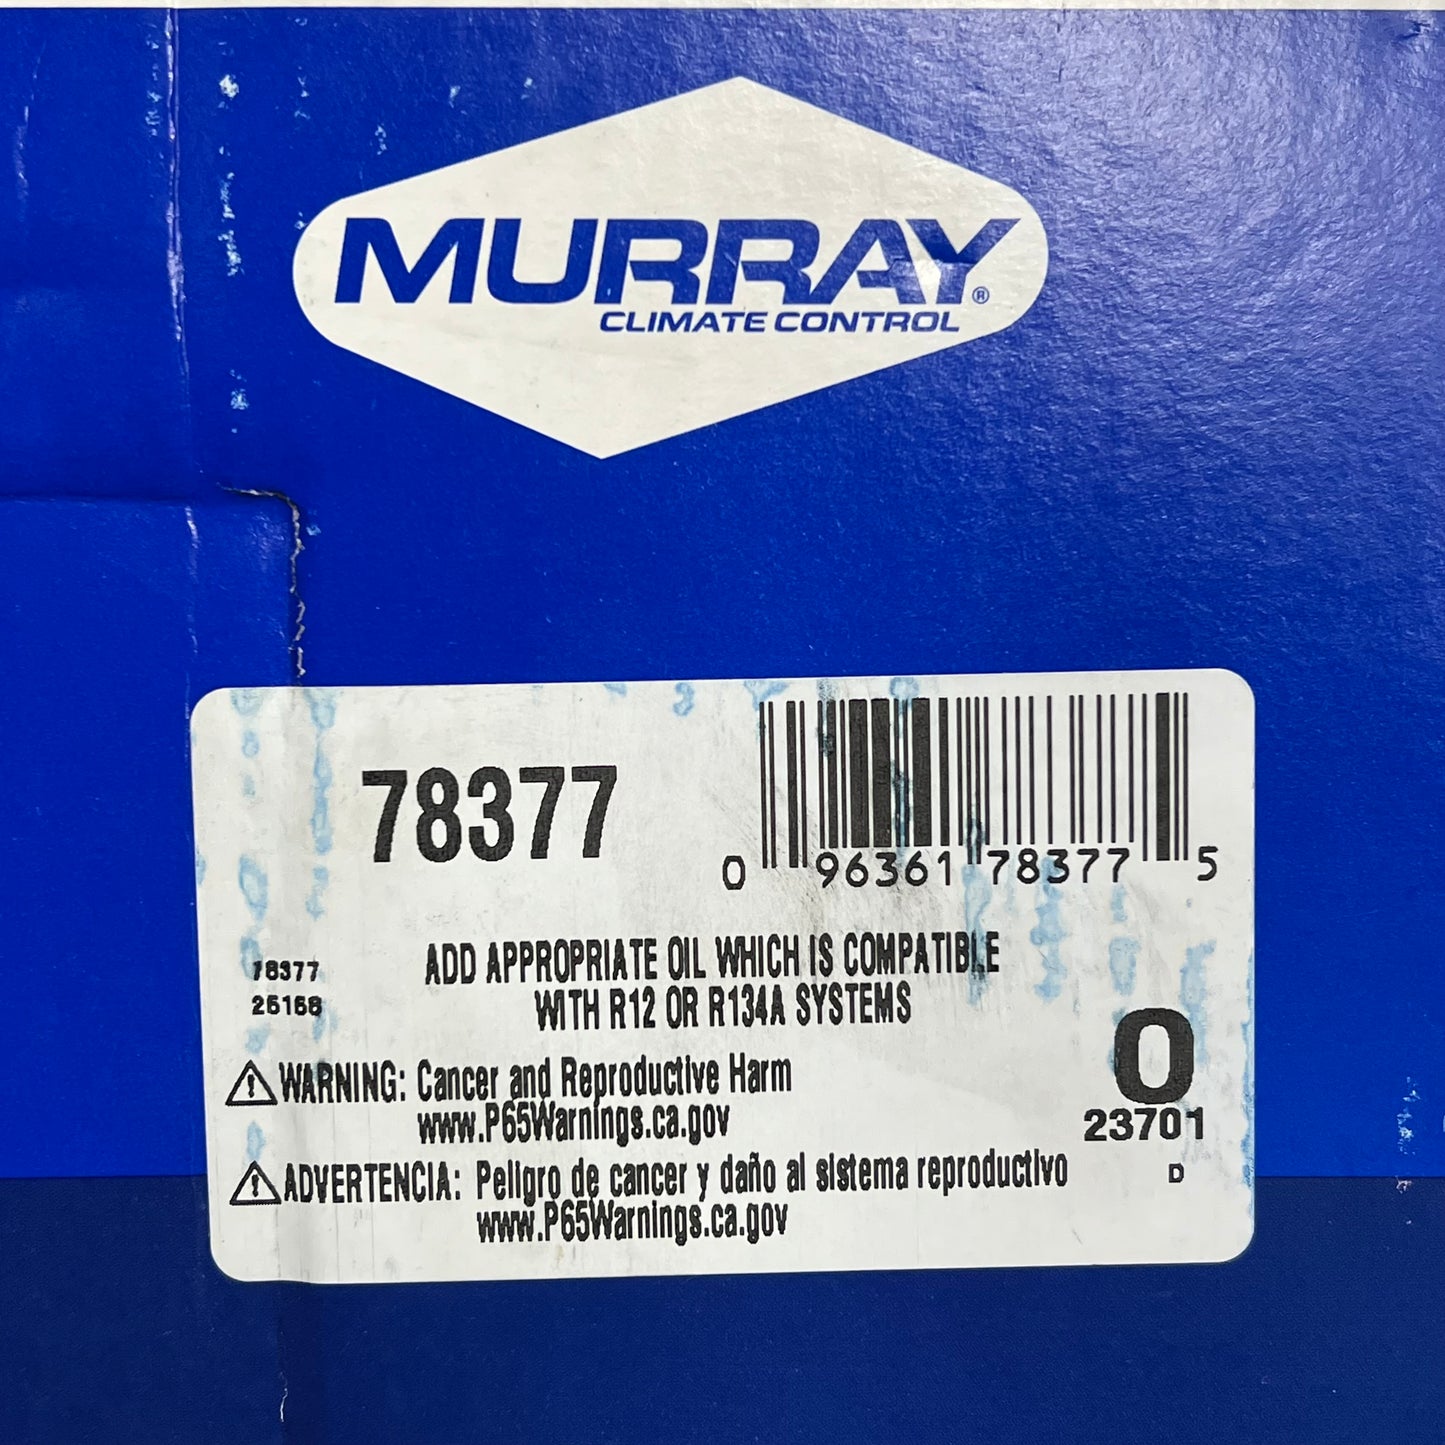 MURRAY®
CLIMATE CONTROL
78377
0 96361 78377 5
78377
25158
ADD APPROPRIATE OIL WHICH IS COMPATIBLE
WITH R12 OR R134A SYSTEMS
0
23701
D
⚠WARNING: Cancer and Reproductive Harm
www.P65Warnings.ca.gov
⚠ADVERTENCIA: Peligro de cancer y daño al sistema reproductivo
www.P65Warnings.ca.gov